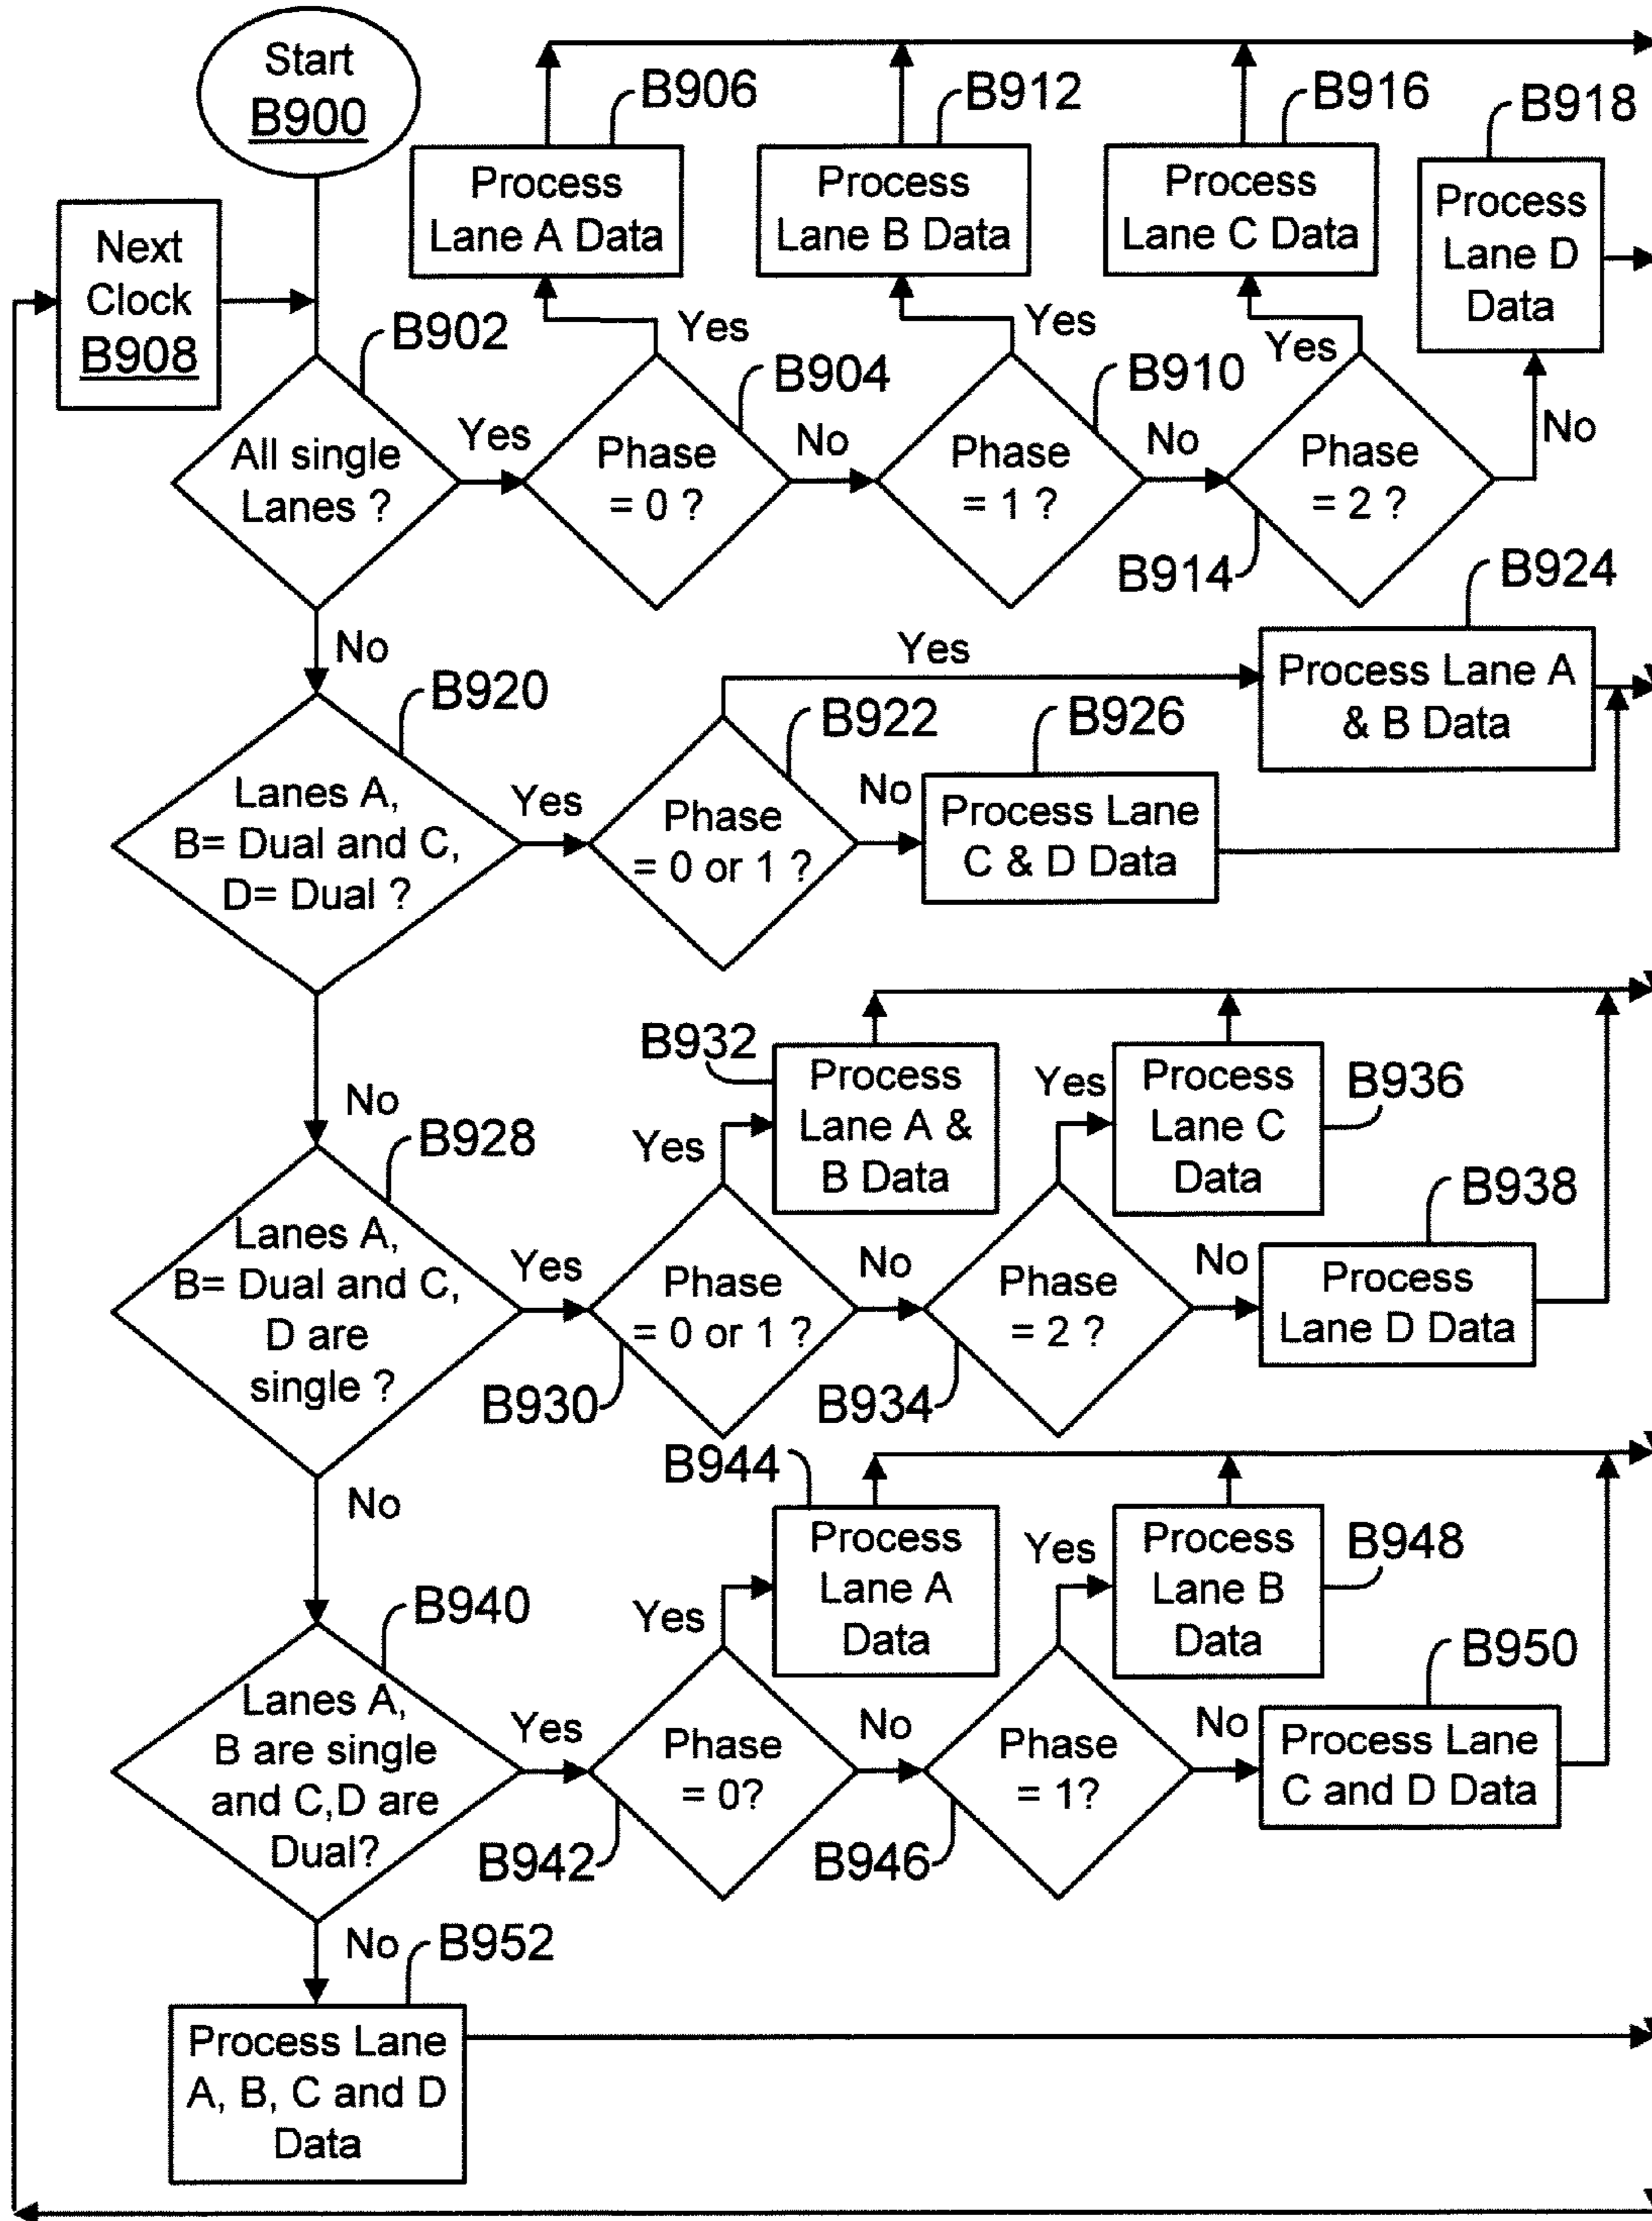 Start
B900
B906
B912
B916
B918
Process
Lane A Data
Process
Lane B Data
Process
Lane C Data
Process
Lane D
Data
Next
Clock
B908
B902
Yes
Yes
Yes
B904
B910
All single
Lanes ?
Yes
Phase
= 0 ?
No
Phase
= 1 ?
No
Phase
= 2 ?
No
B914
B924
No
Yes
Process Lane A
& B Data
B920
B922
B926
Lanes A,
B= Dual and C,
D= Dual ?
Yes
Phase
= 0 or 1 ?
No
Process Lane
C & D Data
B932
Process
Lane A &
B Data
Yes
Process
Lane C
Data
B936
No
B928
Yes
B938
Lanes A,
B= Dual and C,
D are
single ?
Yes
Phase
= 0 or 1 ?
No
Phase
= 2 ?
No
Process
Lane D Data
B930
B934
B944
No
Process
Lane A
Data
Yes
Process
Lane B
Data
B948
B940
Yes
B950
Lanes A,
B are single
and C,D are
Dual?
Yes
Phase
= 0?
No
Phase
= 1?
No
Process Lane
C and D Data
B942
B946
No
B952
Process Lane
A, B, C and D
Data